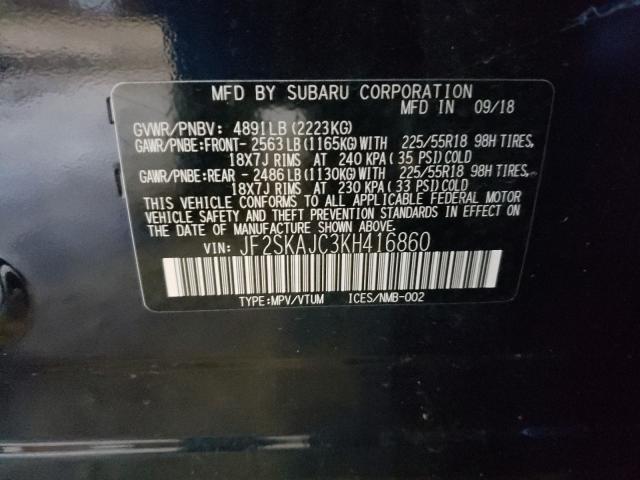 MFD BY SUBARU CORPORATION
MFD IN 09/18
GVWR/PNBV: 4891LB (2223KG)
GAWR/PNBE:FRONT- 2563LB (1165KG)WITH 225/55R18 98H TIRES,
18X7J RIMS AT 240 KPA (35 PSI)COLD
GAWR/PNBE:REAR - 2486LB (1130KG)WITH 225/55R18 98H TIRES,
18X7J RIMS AT 230 KPA (33 PSI)COLD
THIS VEHICLE CONFORMS TO ALL APPLICABLE FEDERAL MOTOR
VEHICLE SAFETY AND THEFT PREVENTION STANDARDS IN EFFECT ON
THE DATE OF MANUFACTURE SHOWN ABOVE.
VIN: JF2SKAJC3KH416860
TYPE:MPV/VTUM ICES/NMB-002